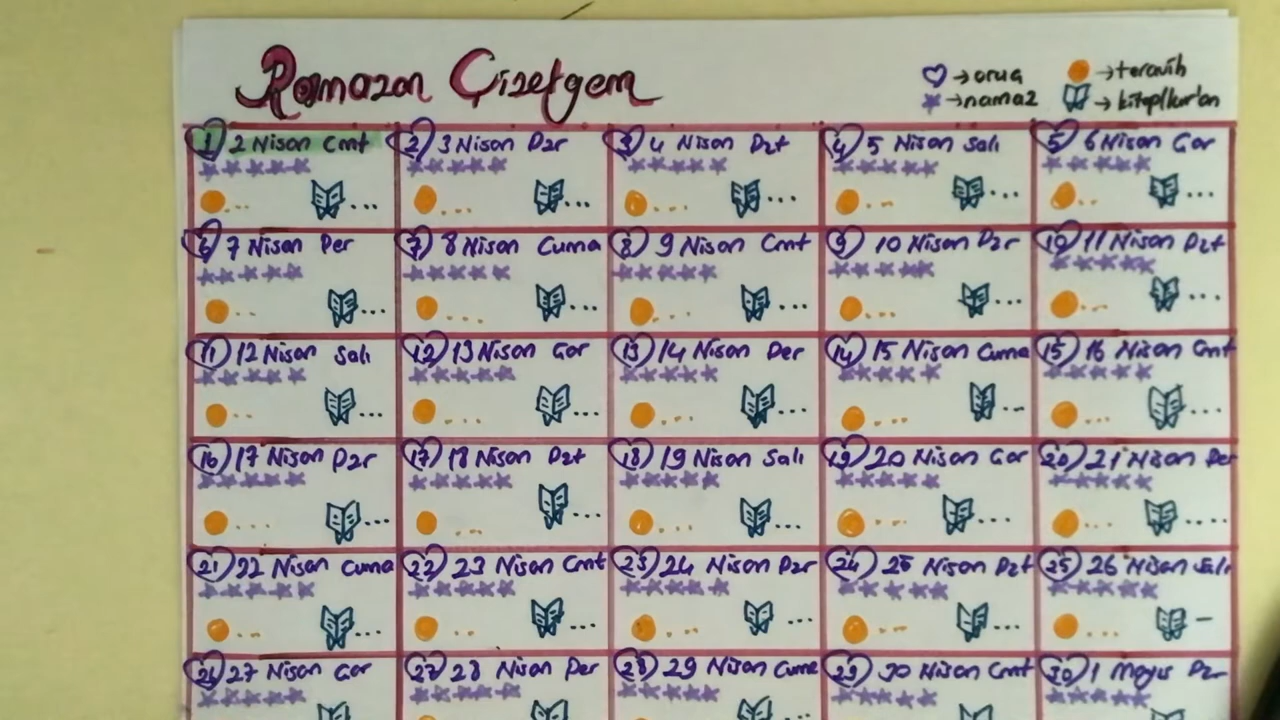 Ramazan Çizelgem
→oruç
→teravih
→namaz
→kitap/kur'an
1 2 Nisan Cmt
2 3 Nisan Pzr
3 4 Nisan Pzt
4 5 Nisan Salı
5 6 Nisan Çar
6 7 Nisan Per
7 8 Nisan Cuma
8 9 Nisan Cmt
9 10 Nisan Pzr
10 11 Nisan Pzt
11 12 Nisan Salı
12 13 Nisan Çar
13 14 Nisan Per
14 15 Nisan Cuma
15 16 Nisan Cmt
16 17 Nisan Pzr
17 18 Nisan Pzt
18 19 Nisan Salı
19 20 Nisan Çar
20 21 Nisan Per
21 22 Nisan Cuma
22 23 Nisan Cmt
23 24 Nisan Pzr
24 25 Nisan Pzt
25 26 Nisan Salı
26 27 Nisan Çar
27 28 Nisan Per
28 29 Nisan Cuma
29 30 Nisan Cmt
30 1 Mayıs Pzr